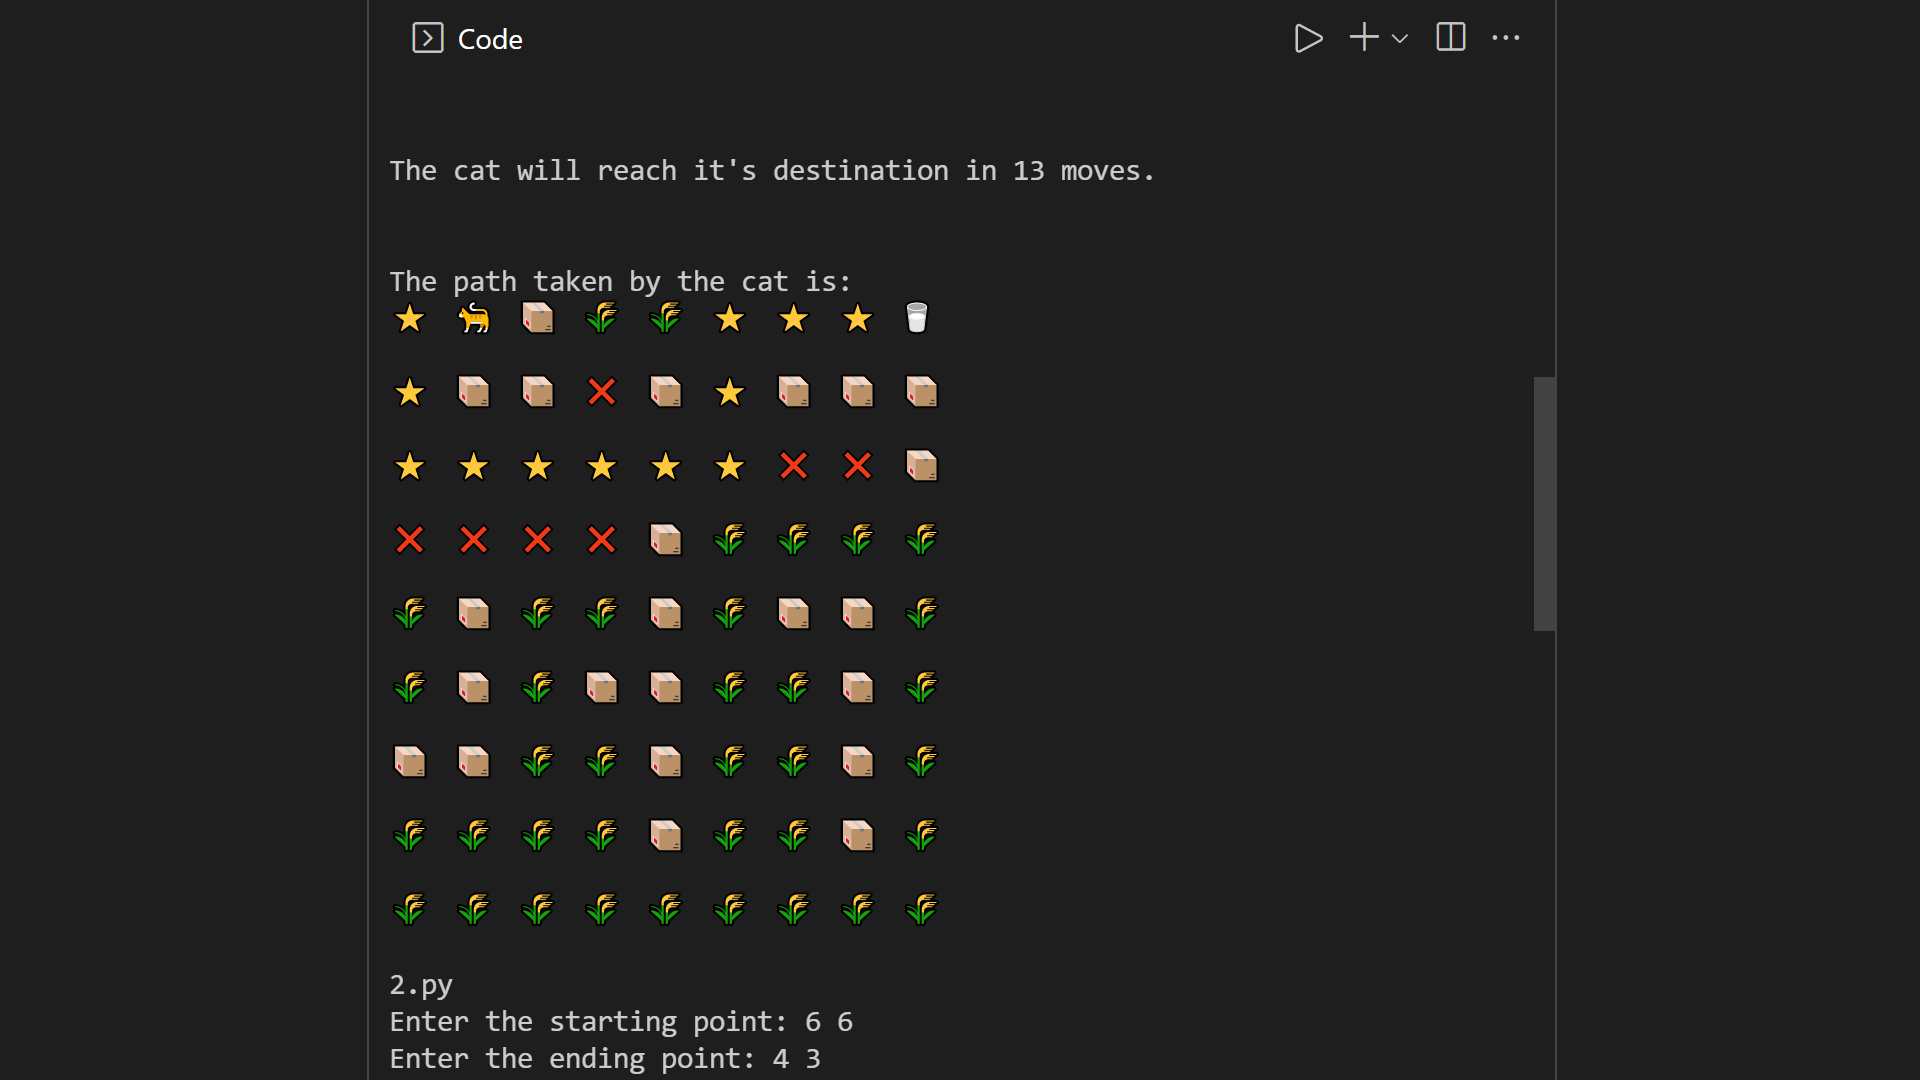 Code
The cat will reach it's destination in 13 moves.
The path taken by the cat is:
2.py
Enter the starting point: 6 6
Enter the ending point: 4 3